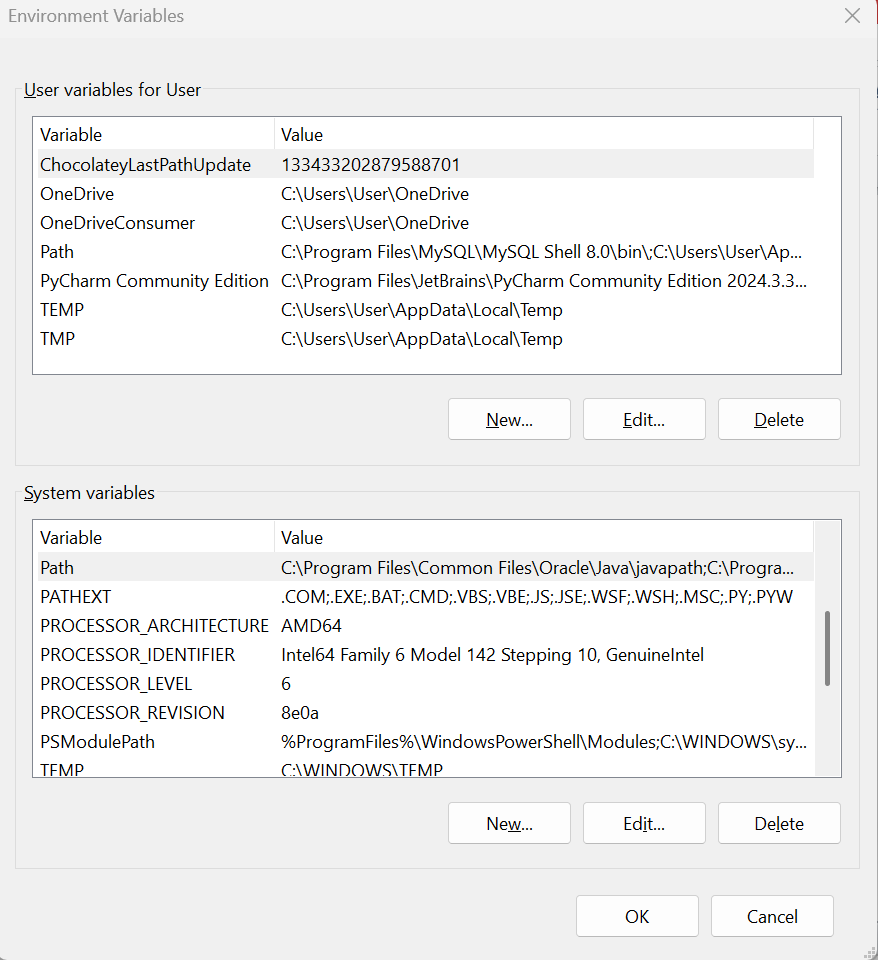 Environment Variables
User variables for User
Variable Value
ChocolateyLastPathUpdate 133433202879588701
OneDrive C:\Users\User\OneDrive
OneDriveConsumer C:\Users\User\OneDrive
Path C:\Program Files\MySQL\MySQL Shell 8.0\bin\;C:\Users\User\Ap...
PyCharm Community Edition C:\Program Files\JetBrains\PyCharm Community Edition 2024.3.3...
TEMP C:\Users\User\AppData\Local\Temp
TMP C:\Users\User\AppData\Local\Temp
New... Edit... Delete
System variables
Variable Value
Path C:\Program Files\Common Files\Oracle\Java\javapath;C:\Progra...
PATHEXT .COM;.EXE;.BAT;.CMD;.VBS;.VBE;.JS;.JSE;.WSF;.WSH;.MSC;.PY;.PYW
PROCESSOR_ARCHITECTURE AMD64
PROCESSOR_IDENTIFIER Intel64 Family 6 Model 142 Stepping 10, GenuineIntel
PROCESSOR_LEVEL 6
PROCESSOR_REVISION 8e0a
PSModulePath %ProgramFiles%\WindowsPowerShell\Modules;C:\WINDOWS\sy...
TEMP C:\WINDOWS\TEMP
New... Edit... Delete
OK Cancel